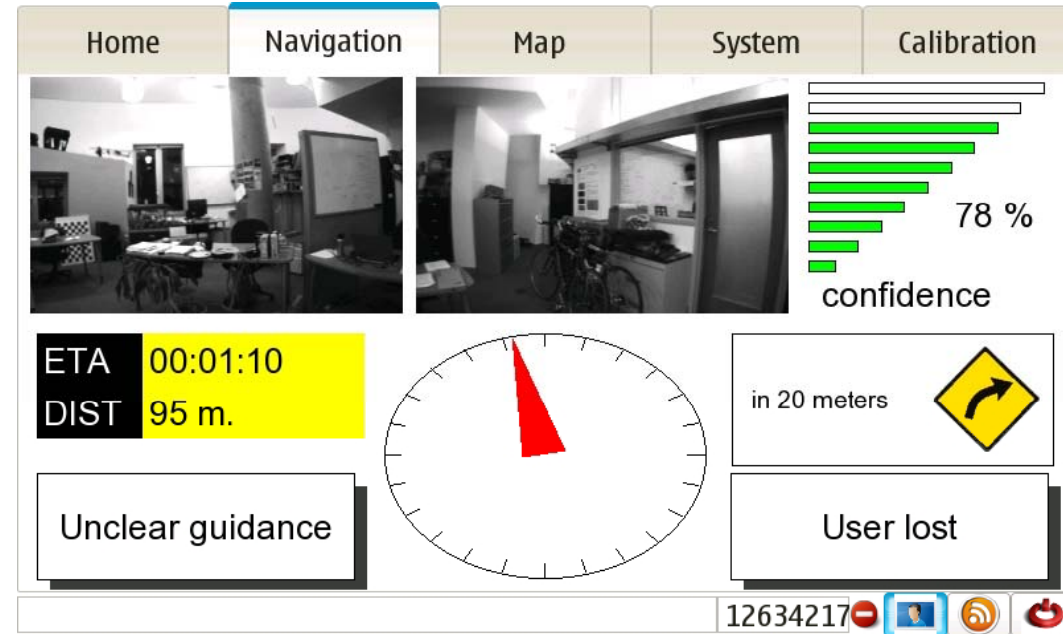 Home Navigation Map System Calibration
78 %
confidence
ETA 00:01:10
DIST 95 m.
in 20 meters
Unclear guidance
User lost
12634217